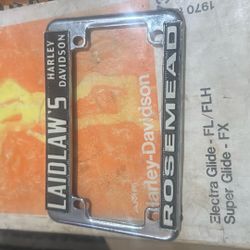 LAIDLAW'S
HARLEY
DAVIDSON
ROSEMEAD
Harley-Davidson
Electra Glide - FL/FLH
Super Glide - FX
1970